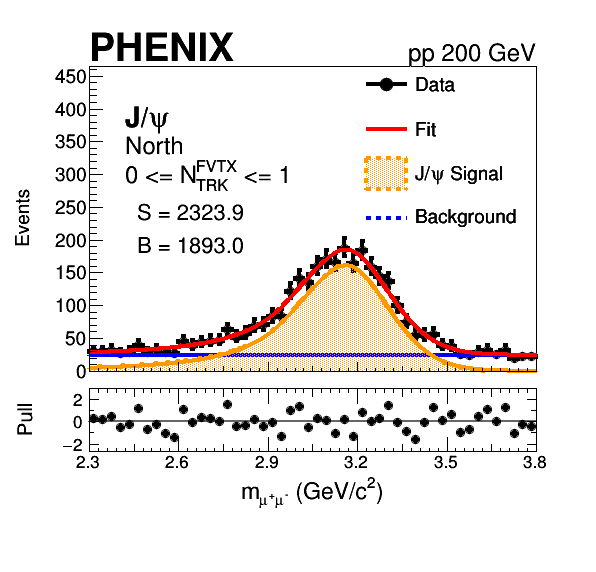 PHENIX pp 200 GeV
450
400
350
300
250
200
150
100
50
0
Events
J/ψ
North
0 <= N^FVTX_TRK <= 1
S = 2323.9
B = 1893.0
Data
Fit
J/ψ Signal
Background
Pull
2
0
−2
2.3 2.6 2.9 3.2 3.5 3.8
m_μ⁺μ⁻ (GeV/c²)